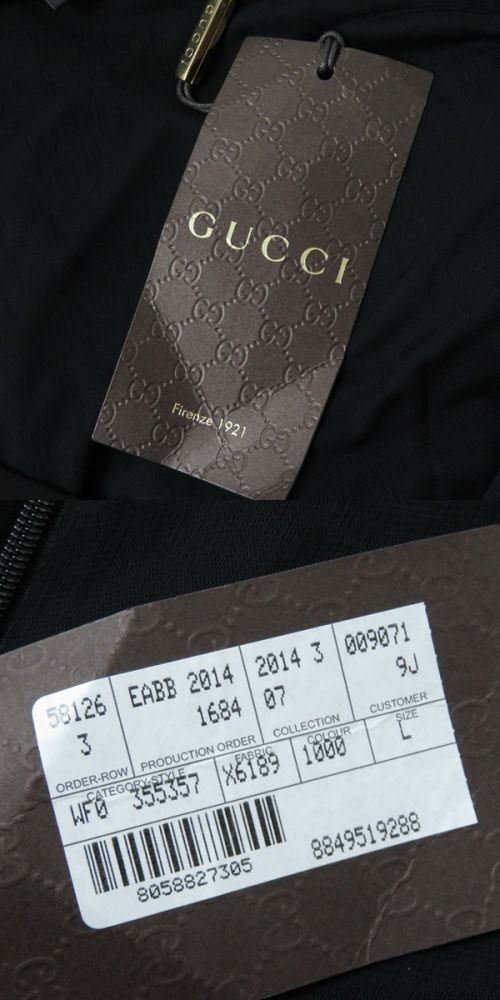 GUCCI
GUCCI
Firenze 1921
58126 EABB 2014 2014 3 009071
3 1684 07 9J
ORDER-ROW PRODUCTION ORDER COLLECTION CUSTOMER
CATEGORY-STYLE FABRIC COLOUR SIZE
WF0 355357 X6189 1000 L
8058827305 8849519288